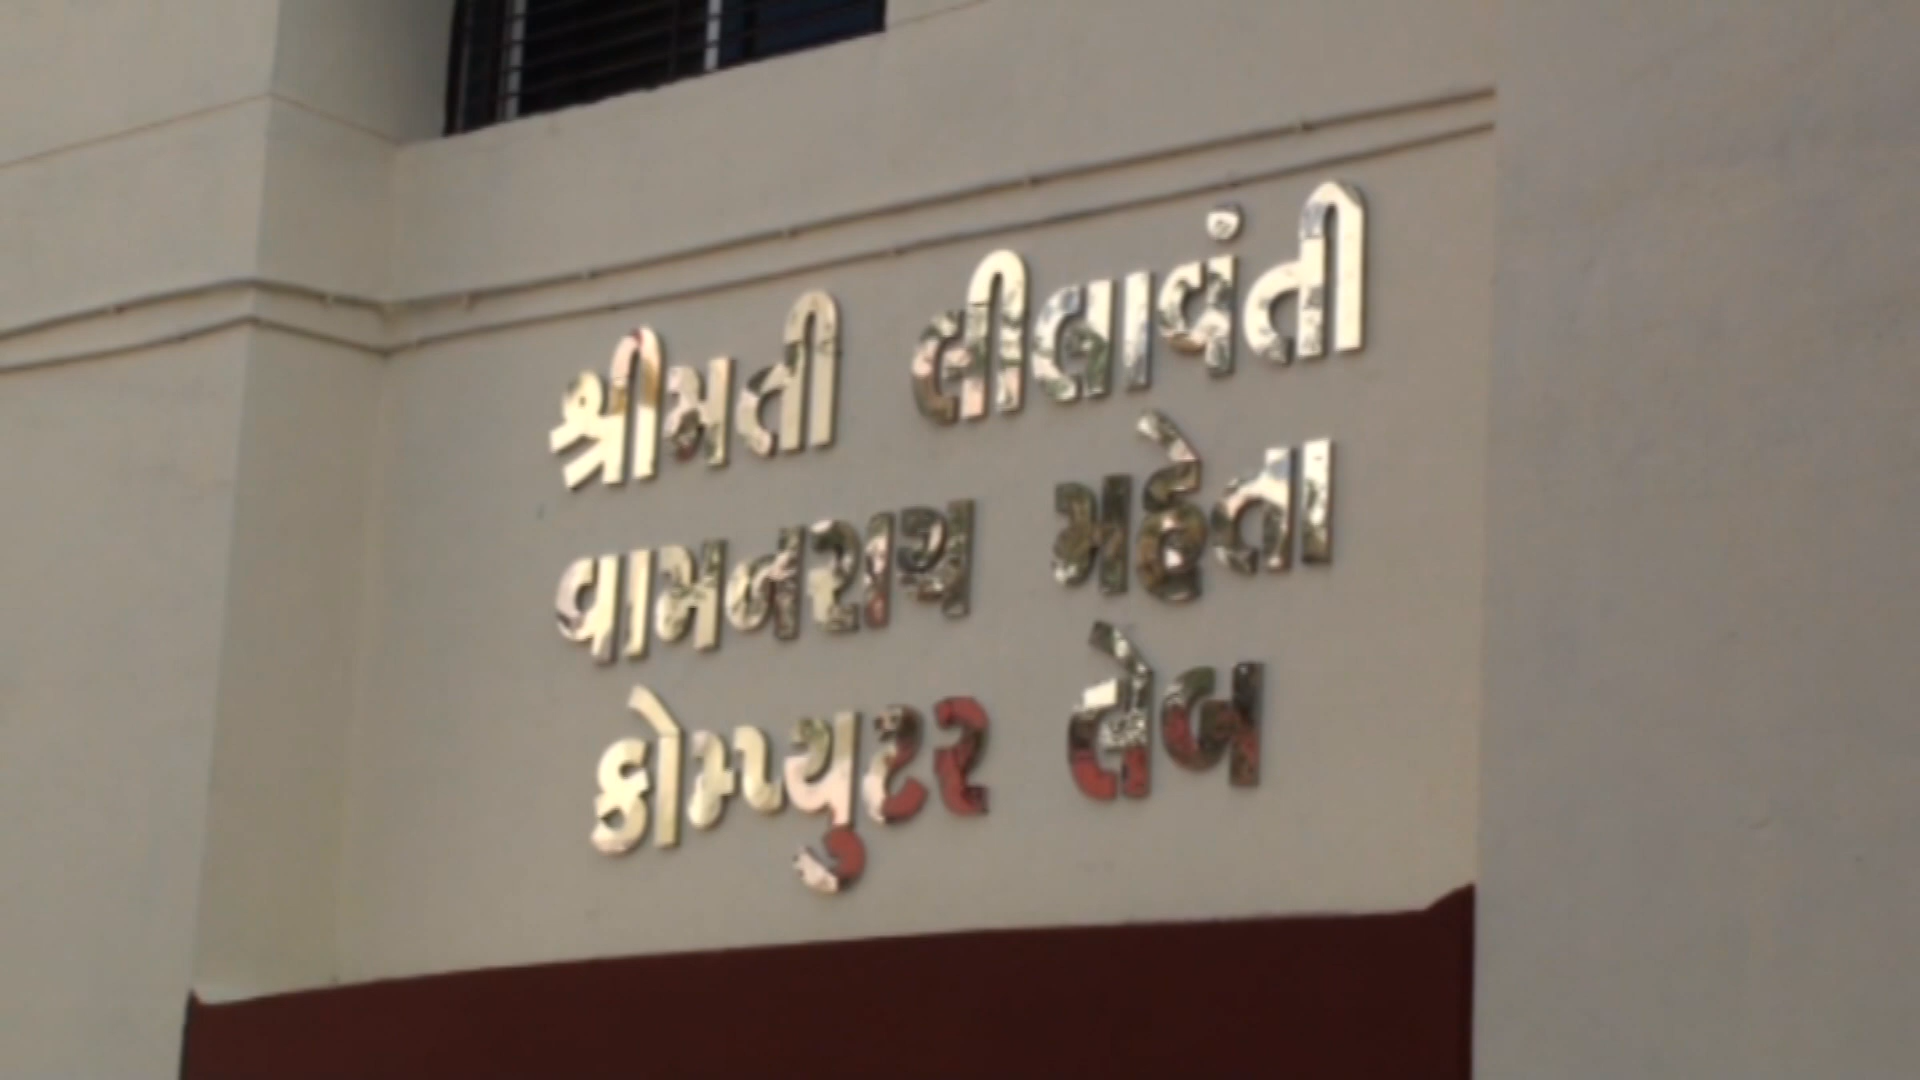 શ્રીમતી લીલાવંતી
વામનરાય મહેતા
કોમ્પ્યુટર લેબ